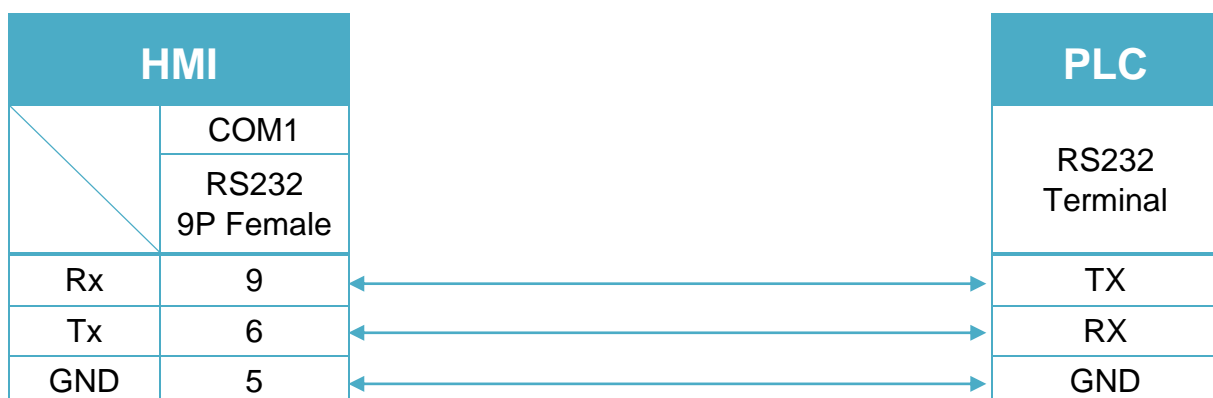 HMI
PLC
COM1
RS232
9P Female
RS232
Terminal
Rx 9 TX
Tx 6 RX
GND 5 GND